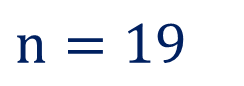 n = 19